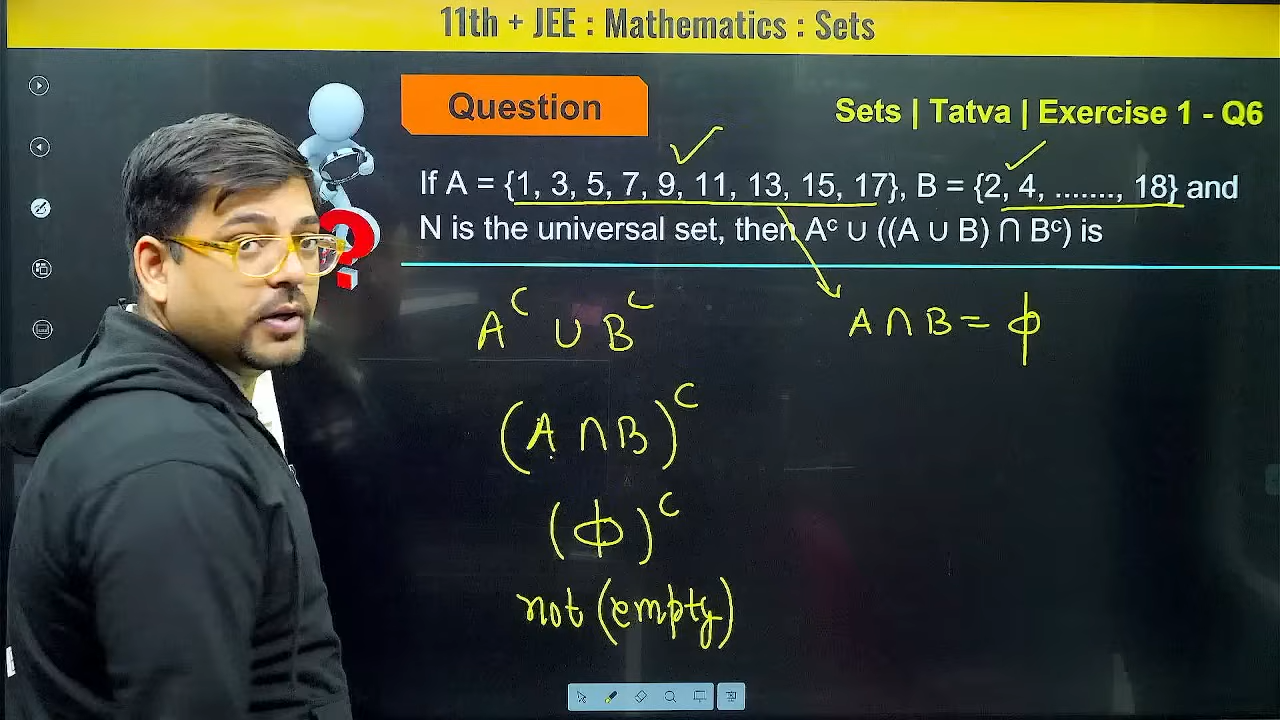 11th + JEE : Mathematics : Sets
Question
Sets | Tatva | Exercise 1 - Q6
If A = {1, 3, 5, 7, 9, 11, 13, 15, 17}, B = {2, 4, ......., 18} and
N is the universal set, then Aᶜ ∪ ((A ∪ B) ∩ Bᶜ) is
Aᶜ ∪ Bᶜ
A ∩ B = ϕ
(A ∩ B)ᶜ
(ϕ)ᶜ
not (empty)